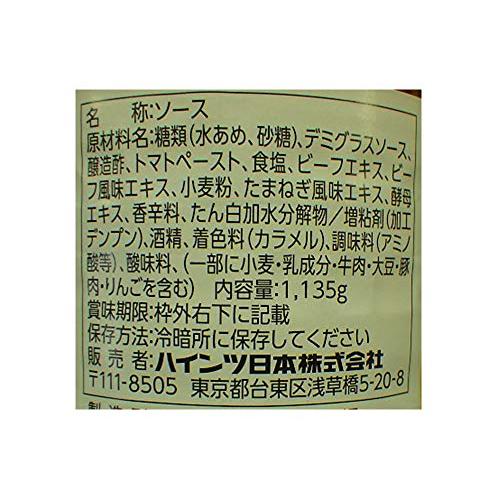 名　　称:ソース
原材料名:糖類(水あめ、砂糖)、デミグラスソース、
醸造酢、トマトペースト、食塩、ビーフエキス、ビー
フ風味エキス、小麦粉、たまねぎ風味エキス、酵母
エキス、香辛料、たん白加水分解物/増粘剤(加工
デンプン)、酒精、着色料(カラメル)、調味料(アミノ
酸等)、酸味料、(一部に小麦・乳成分・牛肉・大豆・豚
肉・りんごを含む)　内容量:1,135g
賞味期限:枠外右下に記載
保存方法:冷暗所に保存してください
販 売 者:ハインツ日本株式会社
〒111-8505　東京都台東区浅草橋5-20-8